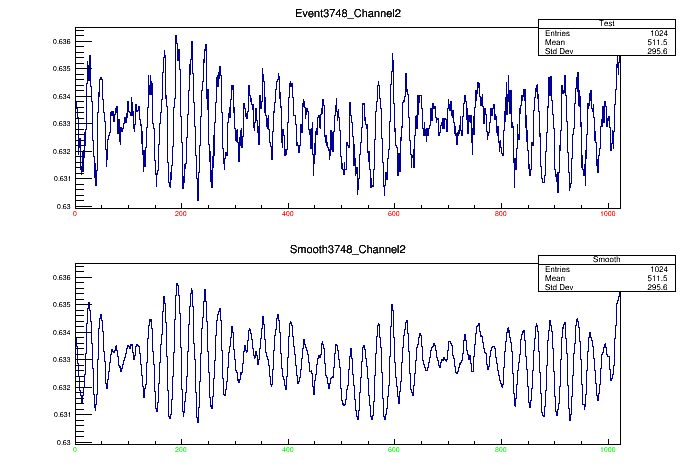 Event3748_Channel2
Test
Entries 1024
Mean 511.5
Std Dev 295.6
0.636
0.635
0.634
0.633
0.632
0.631
0.63
0 200 400 600 800 1000
Smooth3748_Channel2
Smooth
Entries 1024
Mean 511.5
Std Dev 295.6
0.636
0.635
0.634
0.633
0.632
0.631
0.63
0 200 400 600 800 1000